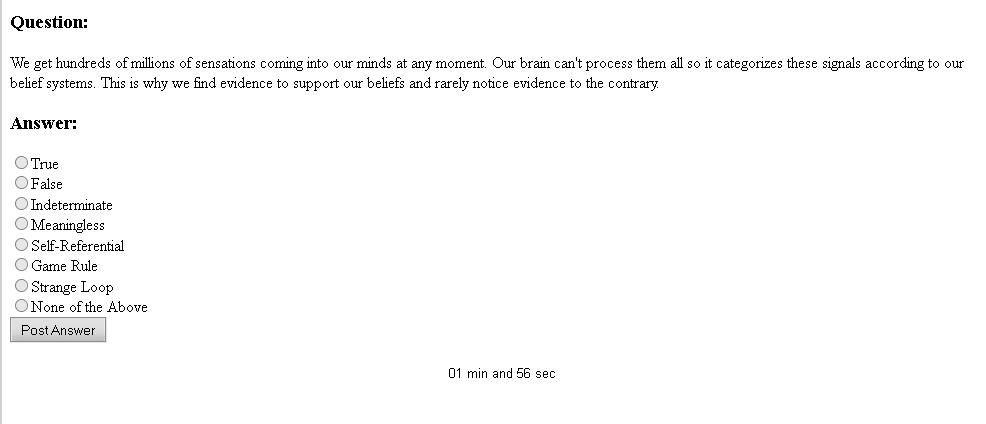 Question:
We get hundreds of millions of sensations coming into our minds at any moment. Our brain can't process them all so it categorizes these signals according to our
belief systems. This is why we find evidence to support our beliefs and rarely notice evidence to the contrary.
Answer:
True
False
Indeterminate
Meaningless
Self-Referential
Game Rule
Strange Loop
None of the Above
Post Answer
01 min and 56 sec